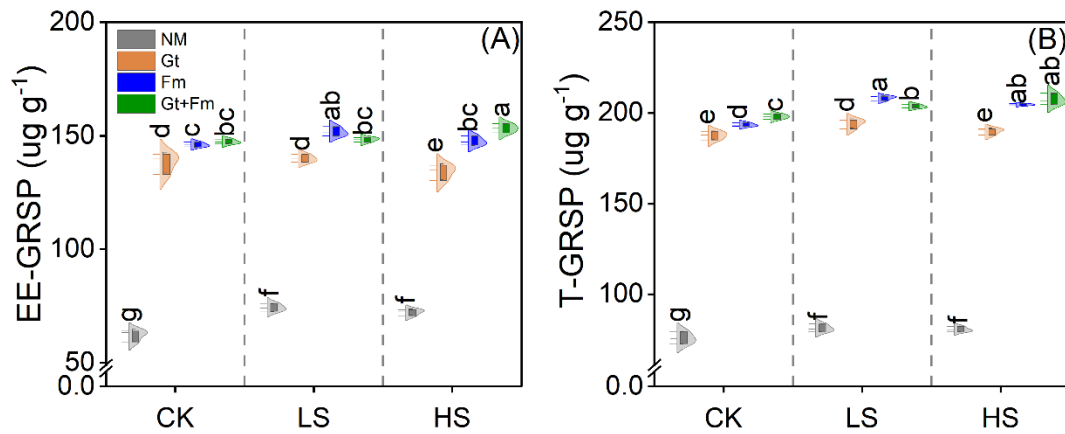 200
150
100
50
0.0
EE-GRSP (ug g⁻¹)
NM
Gt
Fm
Gt+Fm
(A)
g
d
c
bc
f
d
ab
bc
f
e
bc
a
CK
LS
HS
250
200
150
100
50
0.0
T-GRSP (ug g⁻¹)
(B)
g
e
d
c
f
d
a
b
f
e
ab
ab
CK
LS
HS